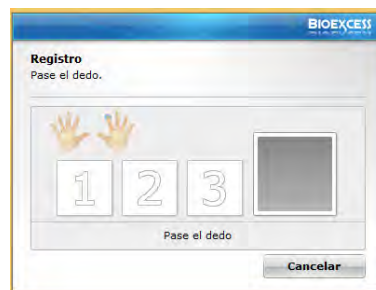 BIOEXCESS
Registro
Pase el dedo.
1 2 3
Pase el dedo
Cancelar